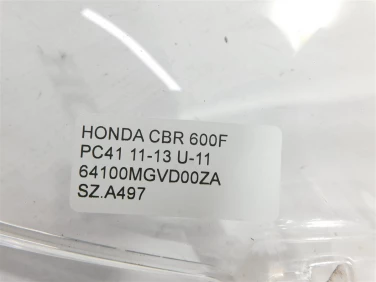 HONDA CBR 600F
PC41 11-13 U-11
64100MGVD00ZA
SZ.A497